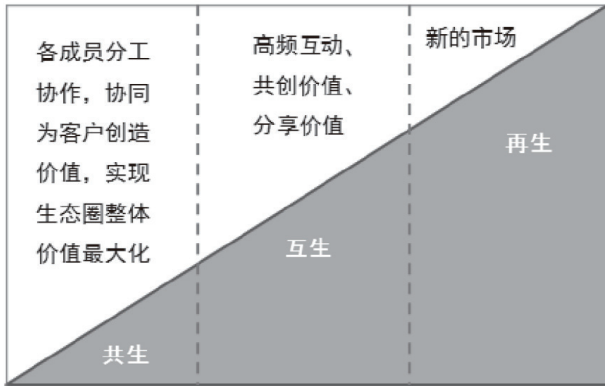 各成员分工
协作，协同
为客户创造
价值，实现
生态圈整体
价值最大化
高频互动、
共创价值、
分享价值
新的市场
共生
互生
再生